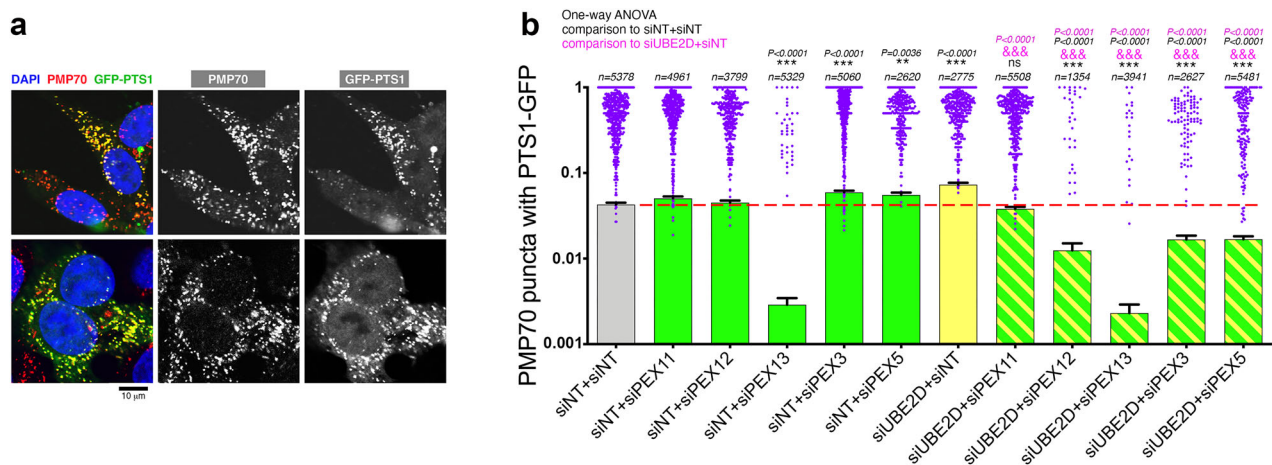 a
DAPI PMP70 GFP-PTS1
PMP70
GFP-PTS1
10 μm
b
One-way ANOVA
comparison to siNT+siNT
comparison to siUBE2D+siNT
P<0.0001 P<0.0001 P<0.0001 P<0.0001 P<0.0001
P<0.0001 P<0.0001 P=0.0036 P<0.0001 &&& P<0.0001 P<0.0001 P<0.0001 P<0.0001
&&& &&& &&& &&&
*** *** ** *** ns *** *** *** ***
n=5378 n=4961 n=3799 n=5329 n=5060 n=2620 n=2775 n=5508 n=1354 n=3941 n=2627 n=5481
PMP70 puncta with PTS1-GFP
1
0.1
0.01
0.001
siNT+siNT
siNT+siPEX11
siNT+siPEX12
siNT+siPEX13
siNT+siPEX3
siNT+siPEX5
siUBE2D+siNT
siUBE2D+siPEX11
siUBE2D+siPEX12
siUBE2D+siPEX13
siUBE2D+siPEX3
siUBE2D+siPEX5